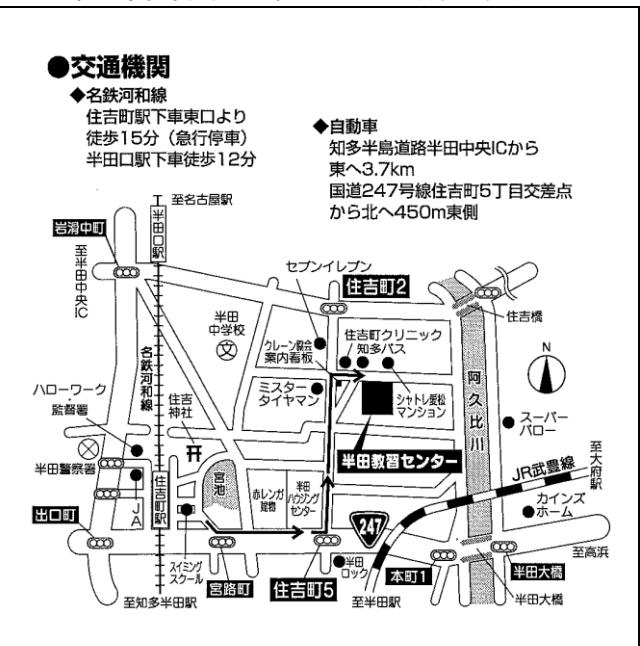 ●交通機関
◆名鉄河和線
住吉町駅下車東口より
徒歩15分（急行停車）
半田口駅下車徒歩12分
◆自動車
知多半島道路半田中央ICから
東へ3.7km
国道247号線住吉町5丁目交差点
から北へ450m東側
至名古屋駅
半田口駅
岩滑中町
至半田中央IC
セブンイレブン
住吉町2
住吉橋
半田
中学校
文
クレーン協会
案内看板
住吉町クリニック
知多バス
N
名鉄河和線
ハローワーク・
監督署
住吉
神社
ミスター
タイヤマン
シャトレ愛松
マンション
阿久比川
スーパー
バロー
半田教習センター
半田警察署
JA
住吉町駅
宮池
赤レンガ
建物
半田
ハウジング
センター
247
JR武豊線
至大府駅
カインズ
ホーム
出口町
スイミング
スクール
宮路町
住吉町5
半田
ロック
本町1
半田大橋
至高浜
至知多半田駅
至半田駅
半田大橋